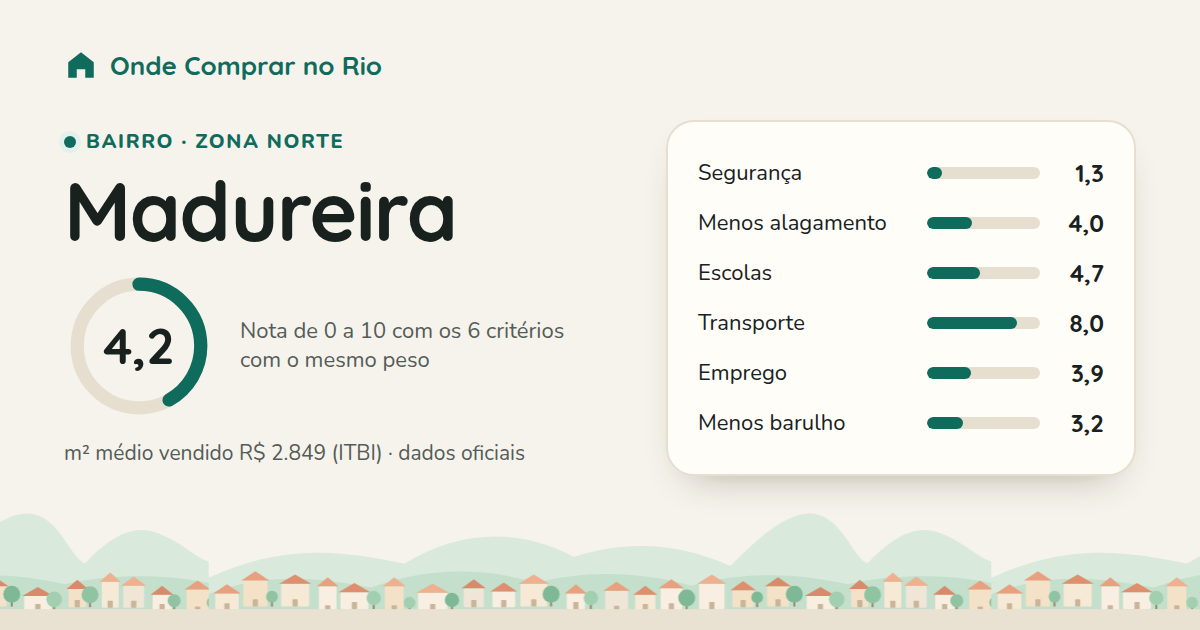 Onde Comprar no Rio
BAIRRO · ZONA NORTE
Madureira
4,2
Nota de 0 a 10 com os 6 critérios
com o mesmo peso
m² médio vendido R$ 2.849 (ITBI) · dados oficiais
Segurança 1,3
Menos alagamento 4,0
Escolas 4,7
Transporte 8,0
Emprego 3,9
Menos barulho 3,2